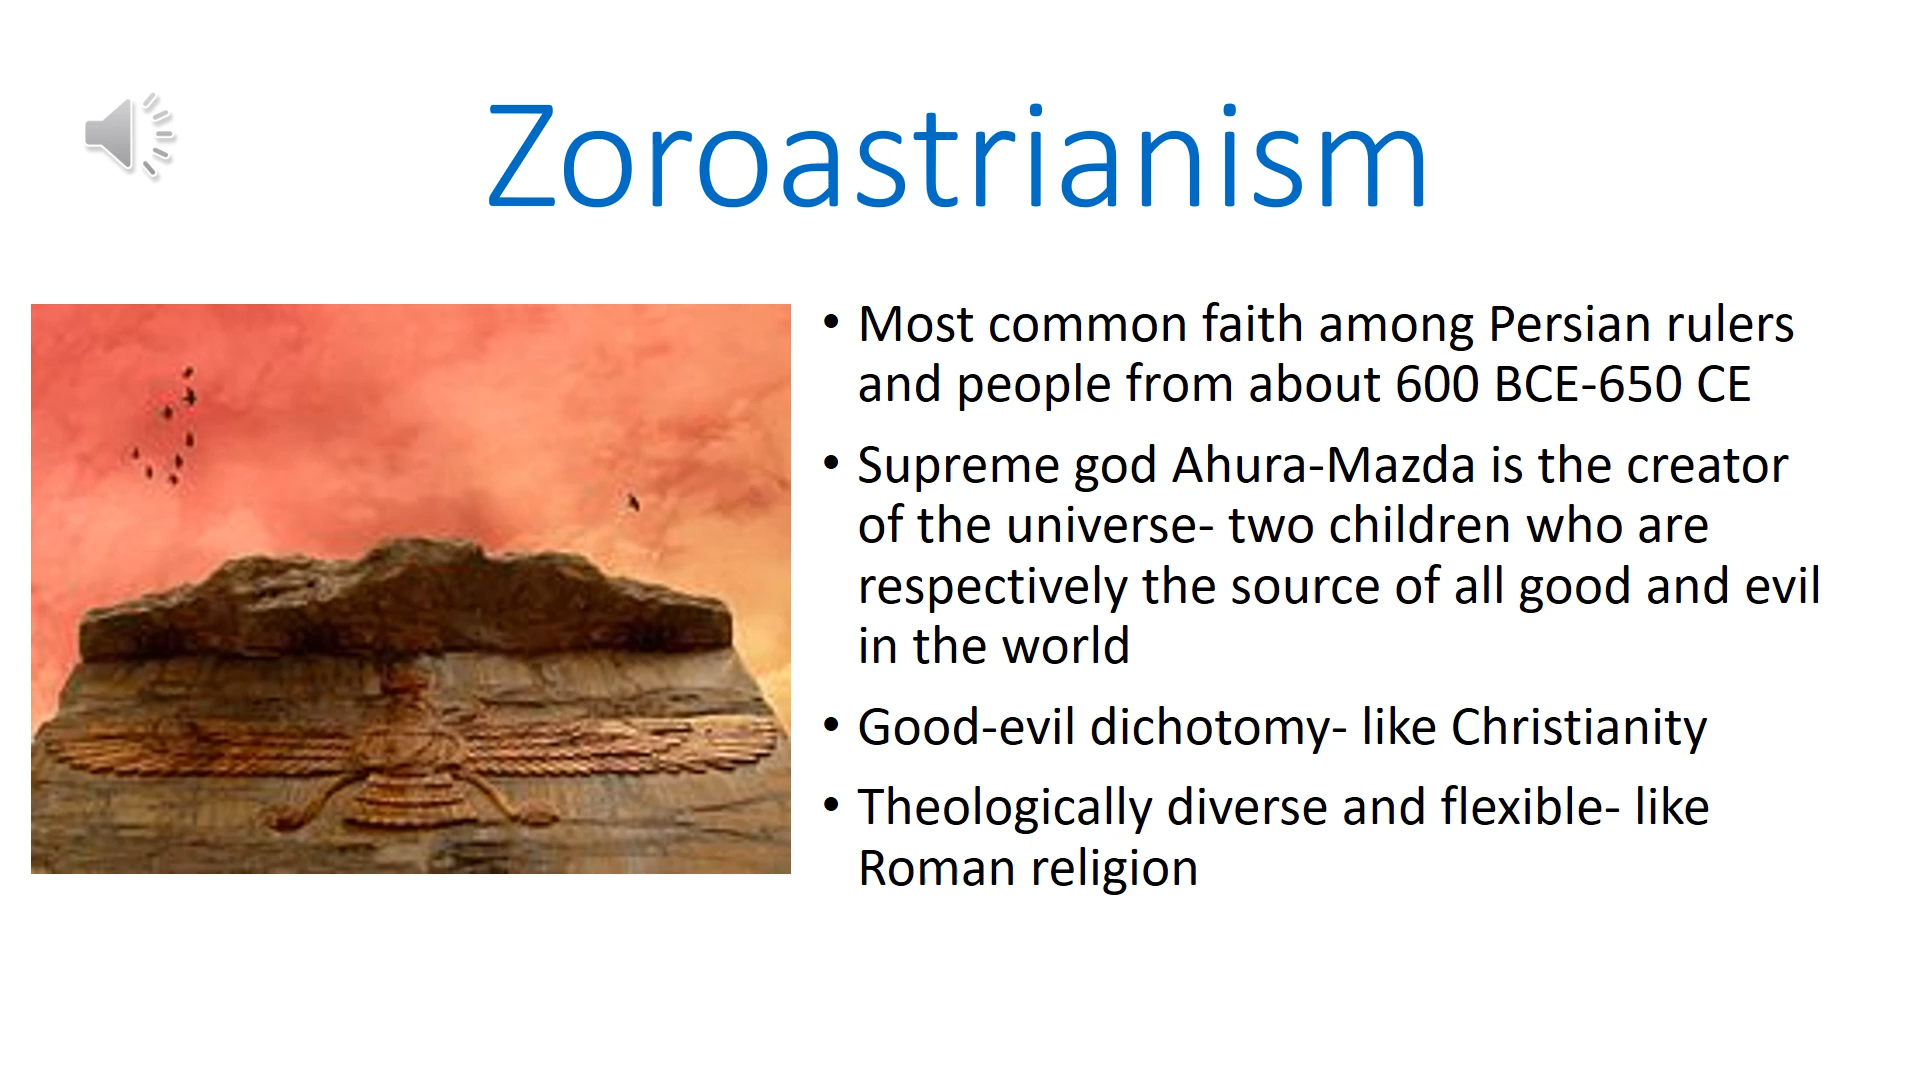 Zoroastrianism
• Most common faith among Persian rulers
and people from about 600 BCE-650 CE
• Supreme god Ahura-Mazda is the creator
of the universe- two children who are
respectively the source of all good and evil
in the world
• Good-evil dichotomy- like Christianity
• Theologically diverse and flexible- like
Roman religion